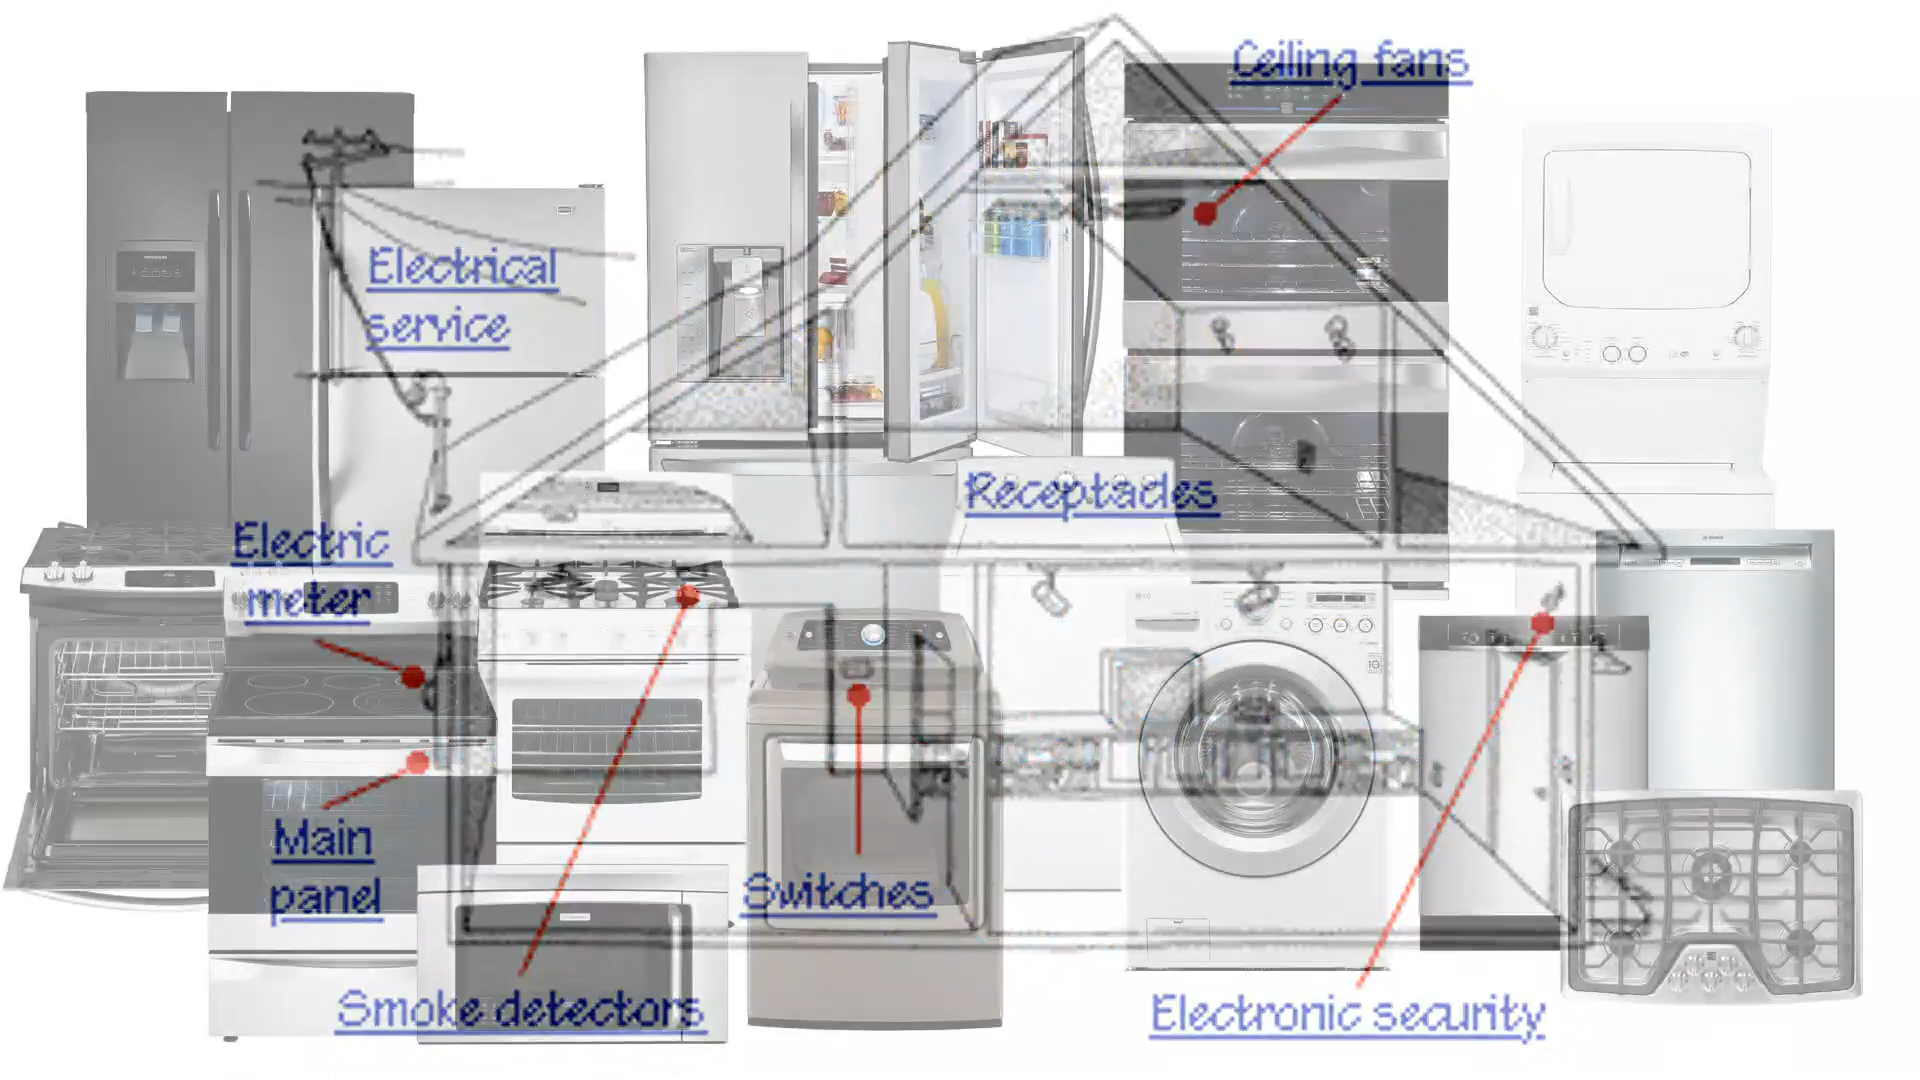 Ceiling fans
Electrical
service
Receptacles
Electric
meter
Main
panel
Switches
Smoke detectors
Electronic security